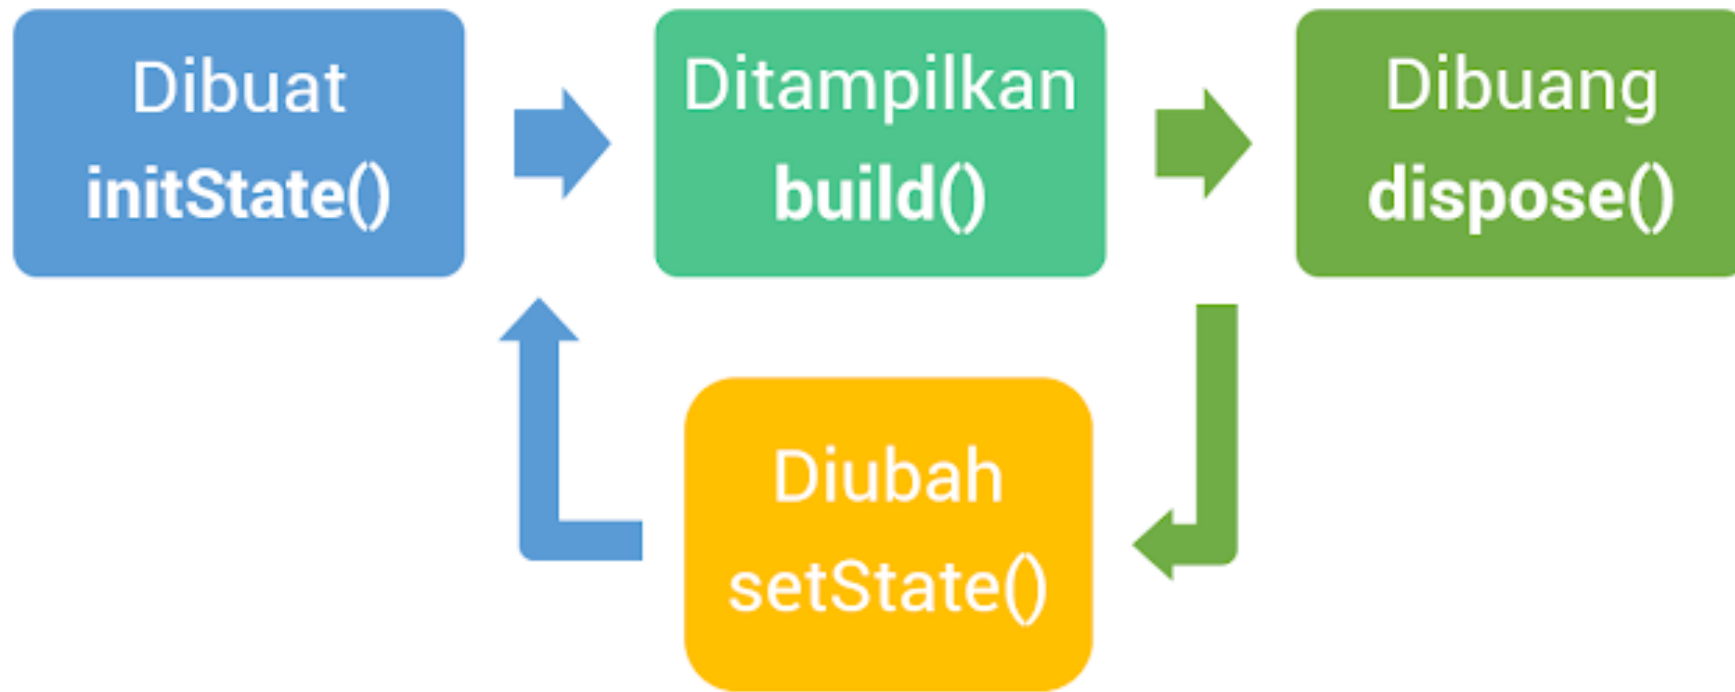 Dibuat
initState()
Ditampilkan
build()
Dibuang
dispose()
Diubah
setState()